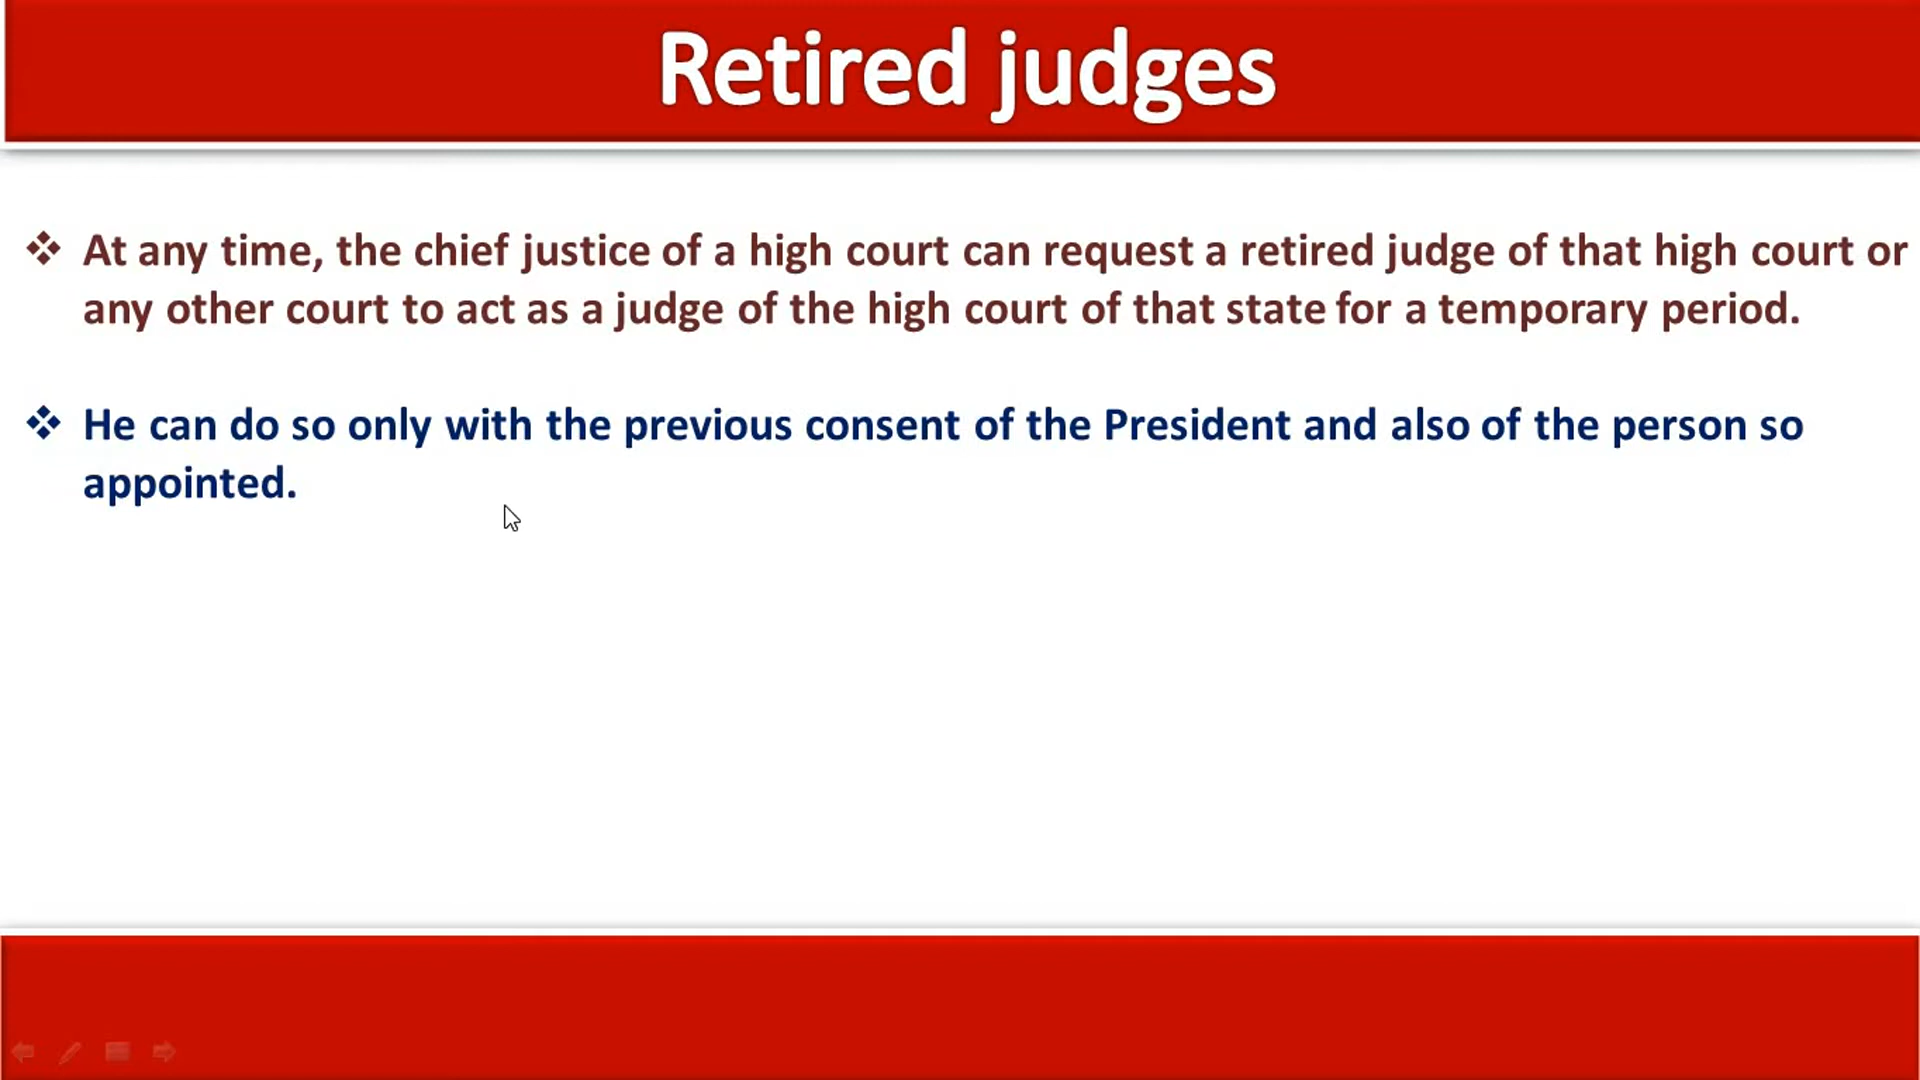 Retired judges
❖ At any time, the chief justice of a high court can request a retired judge of that high court or
any other court to act as a judge of the high court of that state for a temporary period.
❖ He can do so only with the previous consent of the President and also of the person so
appointed.